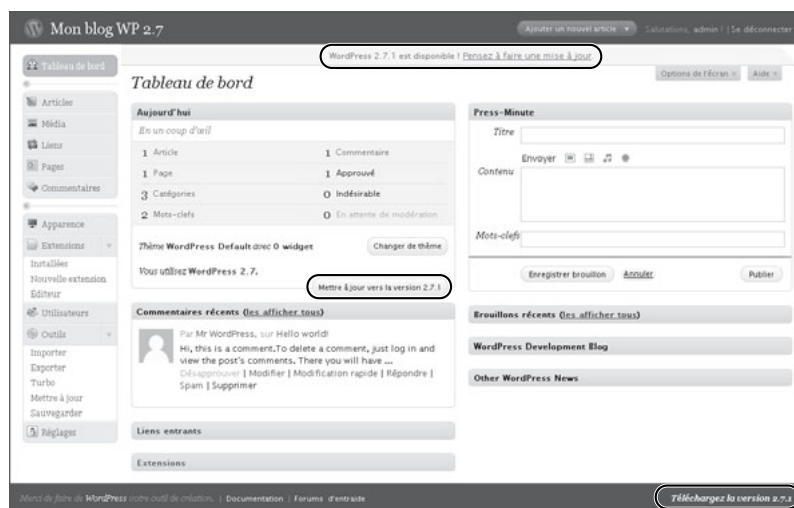 Mon blog WP 2.7
Ajouter un nouvel article
Salutations, admin ! | Se déconnecter
WordPress 2.7.1 est disponible ! Pensez à faire une mise à jour.
Options de l'écran
Aide
Tableau de bord
Articles
Média
Liens
Pages
Commentaires
Apparence
Extensions
Installées
Nouvelle extension
Éditeur
Utilisateurs
Outils
Importer
Exporter
Turbo
Mettre à jour
Sauvegarder
Réglages
Tableau de bord
Aujourd'hui
En un coup d'œil
1 Article
1 Commentaire
1 Page
1 Approuvé
3 Catégories
0 Indésirable
2 Mots-clefs
0 En attente de modération
Thème WordPress Default avec 0 widget
Changer de thème
Vous utilisez WordPress 2.7.
Mettre à jour vers la version 2.7.1
Commentaires récents (les afficher tous)
Par Mr WordPress, sur Hello world!
Hi, this is a comment.To delete a comment, just log in and
view the post's comments. There you will have ...
Désapprouver | Modifier | Modification rapide | Répondre |
Spam | Supprimer
Liens entrants
Extensions
Press-Minute
Titre
Envoyer
Contenu
Mots-clefs
Enregistrer brouillon
Annuler
Publier
Brouillons récents (les afficher tous)
WordPress Development Blog
Other WordPress News
Merci de faire de WordPress votre outil de création. | Documentation | Forums d'entraide
Téléchargez la version 2.7.1